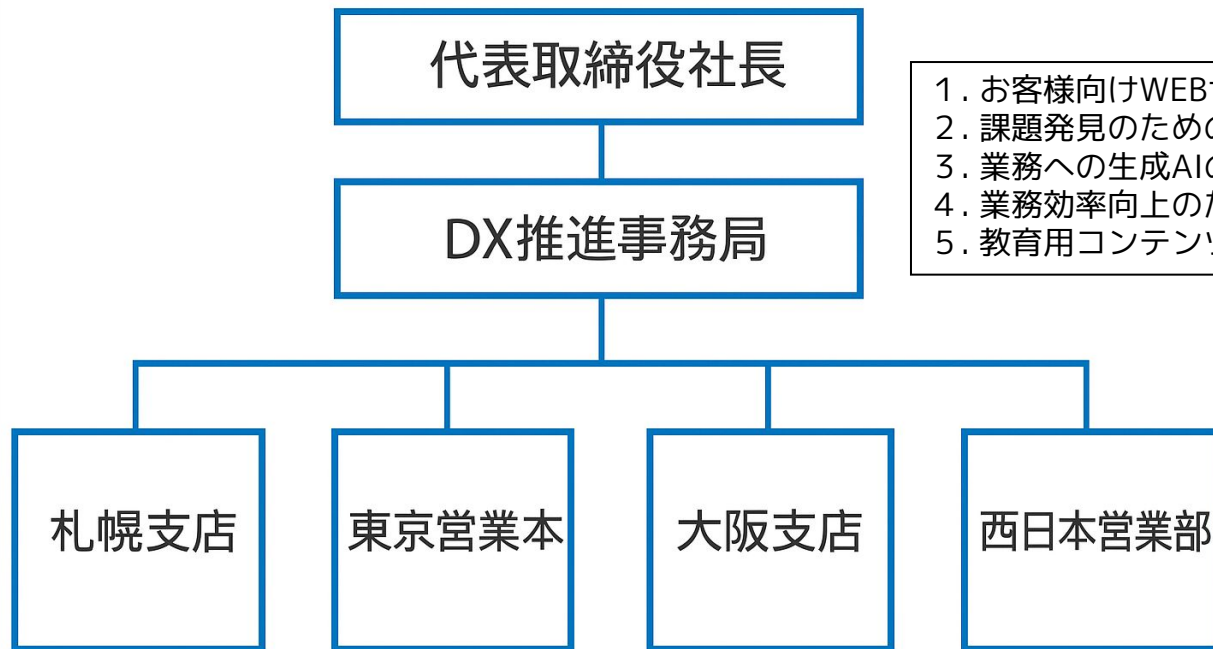 代表取締役社長
1. お客様向けWEB
2. 課題発見のための
3. 業務への生成AIの
4. 業務効率向上のた
5. 教育用コンテンツ
DX推進事務局
札幌支店
東京営業本
大阪支店
西日本営業部